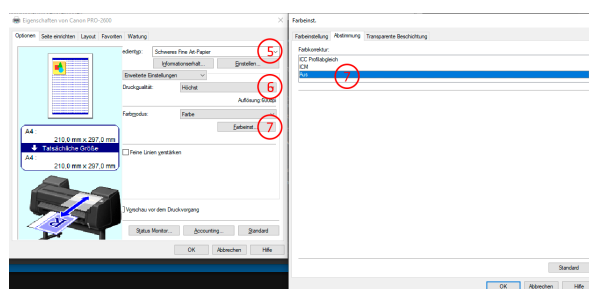 Eigenschaften von Canon PRO-2000
Optionen Seite einrichten Layout Favoriten Wartung
edientyp: Schweres Fine Art-Papier
5
Informationserhalt... Einstellen...
Erweiterte Einstellungen
Druckqualität: Höchst
6
Farbmodus: Farbe
Farbeinst...
7
A4 :
210,0 mm x 297,0 mm
Tatsächliche Größe
A4 :
210,0 mm x 297,0 mm
Feine Linien verstärken
Vorschau vor dem Druckvorgang
Status Monitor... Accounting... Standard
OK Abbrechen Hilfe
Farbeinst.
Farbeinstellung Abstimmung Transparente Beschichtung
Farbkorrektur:
ICC Profilabgleich
ICM
Aus
7
Standard
OK Abbrechen Hilfe